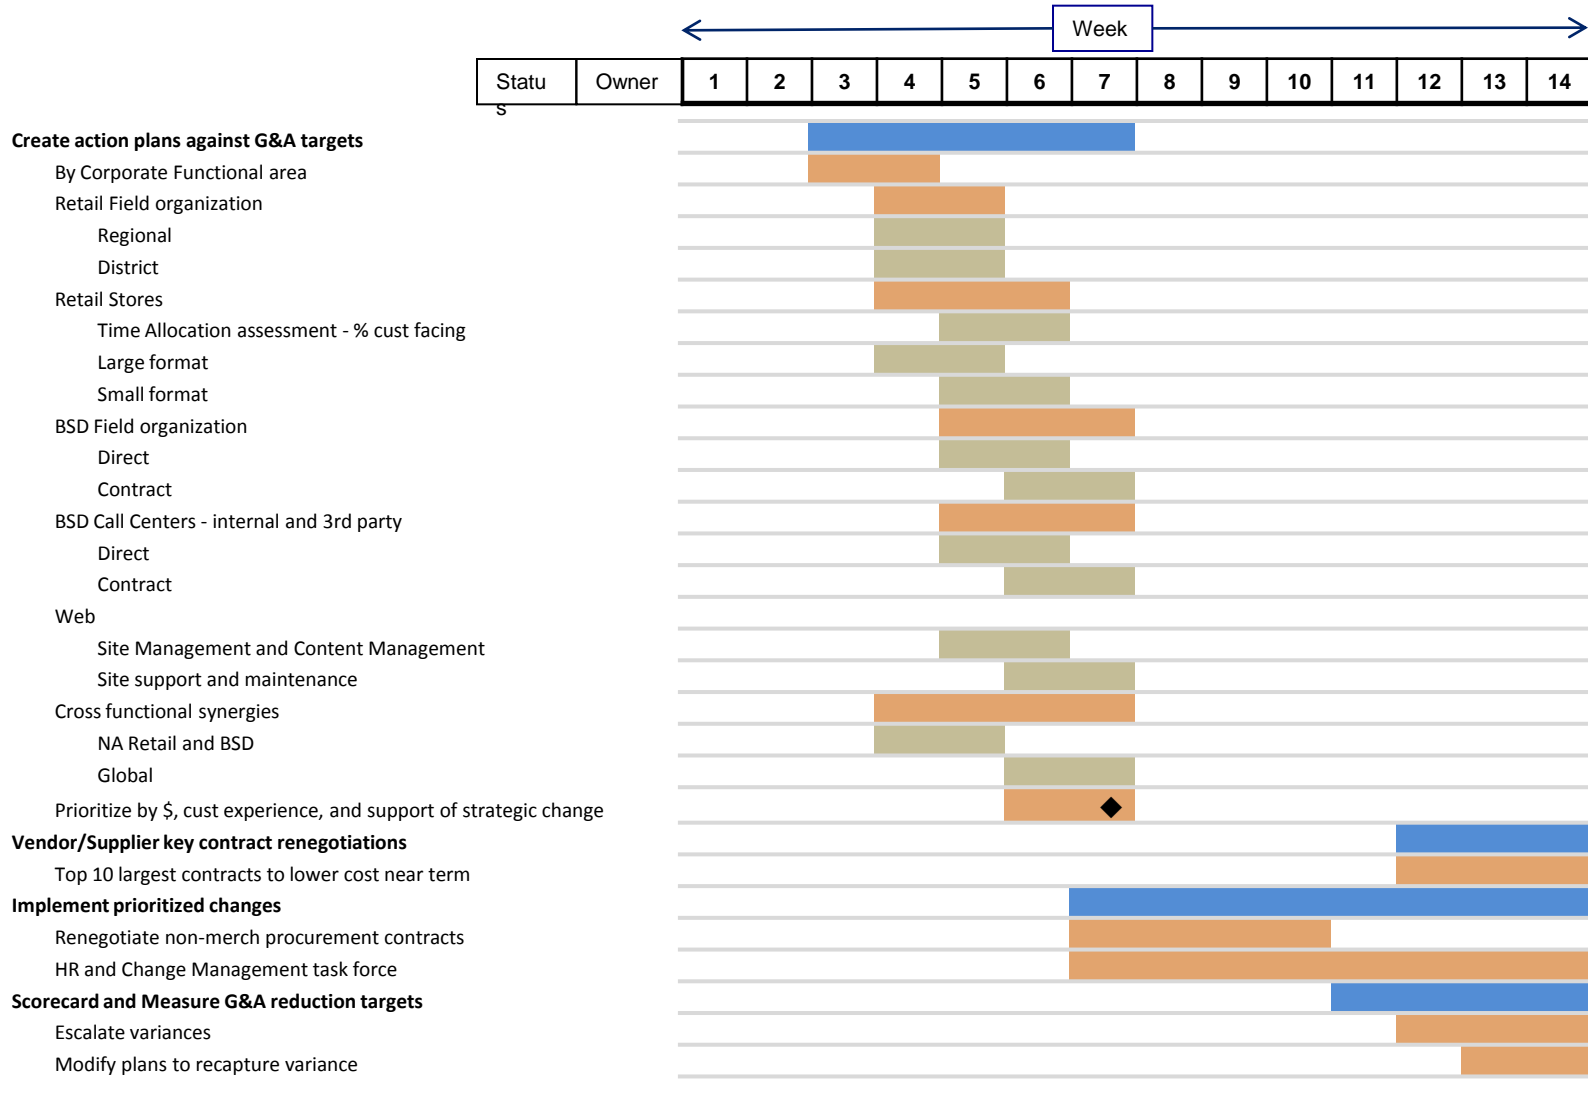 Week
Statu
s
Owner 1 2 3 4 5 6 7 8 9 10 11 12 13 14
Create action plans against G&A targets
By Corporate Functional area
Retail Field organization
Regional
District
Retail Stores
Time Allocation assessment - % cust facing
Large format
Small format
BSD Field organization
Direct
Contract
BSD Call Centers - internal and 3rd party
Direct
Contract
Web
Site Management and Content Management
Site support and maintenance
Cross functional synergies
NA Retail and BSD
Global
Prioritize by $, cust experience, and support of strategic change
Vendor/Supplier key contract renegotiations
Top 10 largest contracts to lower cost near term
Implement prioritized changes
Renegotiate non-merch procurement contracts
HR and Change Management task force
Scorecard and Measure G&A reduction targets
Escalate variances
Modify plans to recapture variance